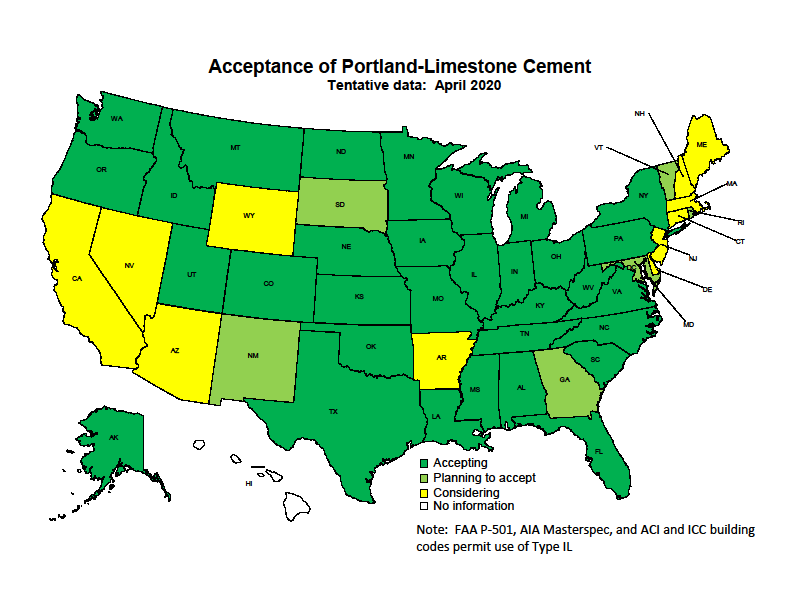 Acceptance of Portland-Limestone Cement
Tentative data: April 2020
NH
WA
ME
VT
MT
ND
MN
OR
MA
ID
WI
NY
SD
MI
WY
RI
PA
IA
CT
NE
OH
NJ
NV
IL
IN
UT
CA
CO
WV
DE
VA
KS
MO
KY
MD
NC
TN
OK
AR
AZ
NM
SC
GA
MS
AL
TX
LA
AK
FL
HI
Accepting
Planning to accept
Considering
No information
Note: FAA P-501, AIA Masterspec, and ACI and ICC building
codes permit use of Type IL